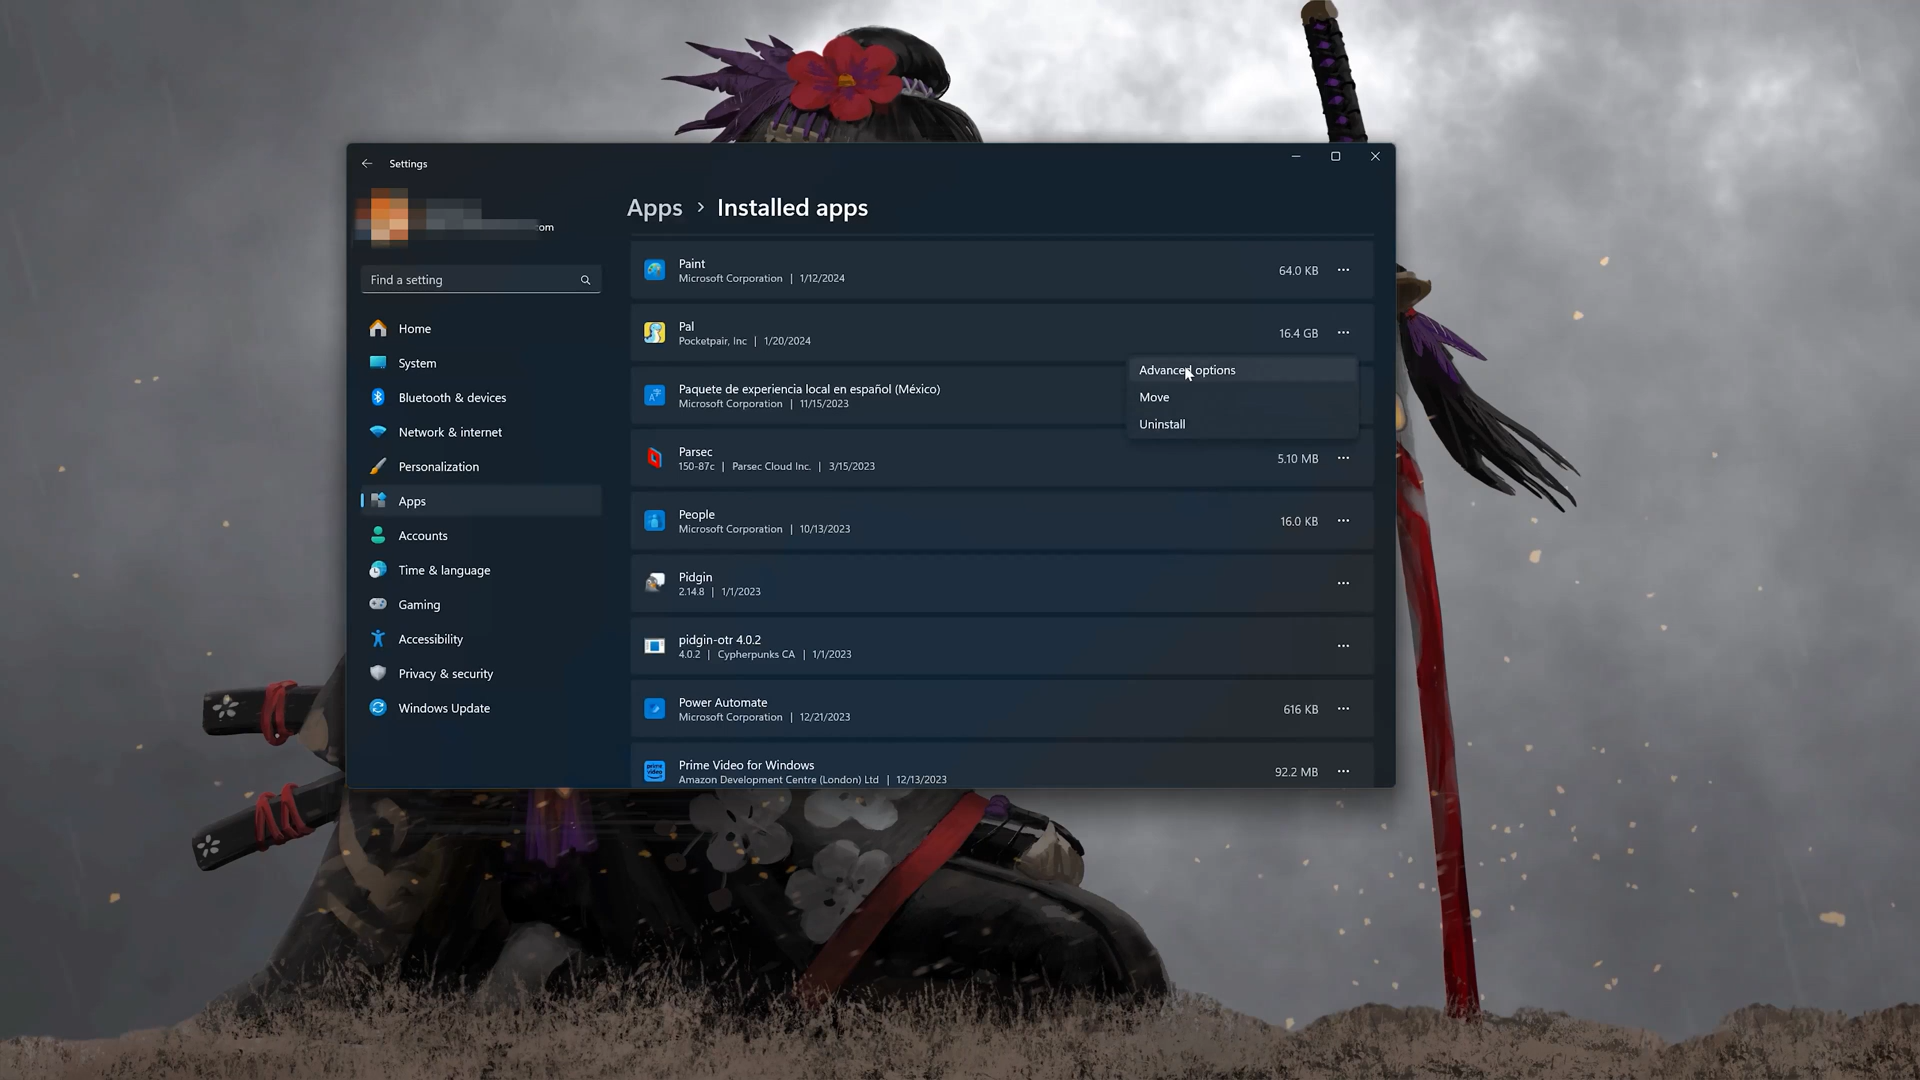 Settings
om
Find a setting
Home
System
Bluetooth & devices
Network & internet
Personalization
Apps
Accounts
Time & language
Gaming
Accessibility
Privacy & security
Windows Update
Apps > Installed apps
Paint
Microsoft Corporation | 1/12/2024
64.0 KB
Pal
Pocketpair, Inc | 1/20/2024
16.4 GB
Advanced options
Move
Uninstall
Paquete de experiencia local en español (México)
Microsoft Corporation | 11/15/2023
Parsec
150-87c | Parsec Cloud Inc. | 3/15/2023
5.10 MB
People
Microsoft Corporation | 10/13/2023
16.0 KB
Pidgin
2.14.8 | 1/1/2023
pidgin-otr 4.0.2
4.0.2 | Cypherpunks CA | 1/1/2023
Power Automate
Microsoft Corporation | 12/21/2023
616 KB
prime video
Prime Video for Windows
Amazon Development Centre (London) Ltd | 12/13/2023
92.2 MB